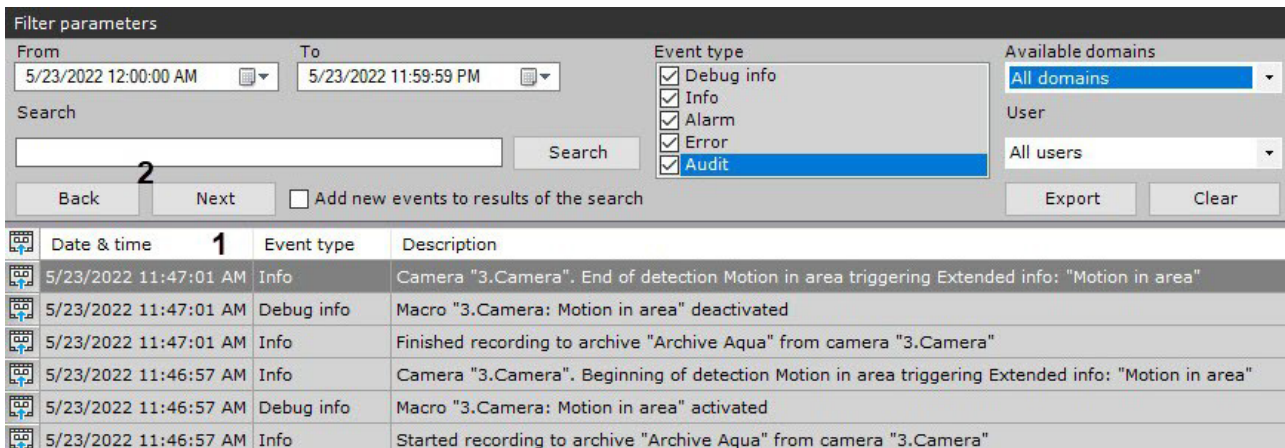 Filter parameters
From To Event type Available domains
5/23/2022 12:00:00 AM 5/23/2022 11:59:59 PM Debug info All domains
Info
Search Alarm User
Error
Search Audit All users
2
Back Next Add new events to results of the search Export Clear
Date & time 1 Event type Description
5/23/2022 11:47:01 AM Info Camera "3.Camera". End of detection Motion in area triggering Extended info: "Motion in area"
5/23/2022 11:47:01 AM Debug info Macro "3.Camera: Motion in area" deactivated
5/23/2022 11:47:01 AM Info Finished recording to archive "Archive Aqua" from camera "3.Camera"
5/23/2022 11:46:57 AM Info Camera "3.Camera". Beginning of detection Motion in area triggering Extended info: "Motion in area"
5/23/2022 11:46:57 AM Debug info Macro "3.Camera: Motion in area" activated
5/23/2022 11:46:57 AM Info Started recording to archive "Archive Aqua" from camera "3.Camera"